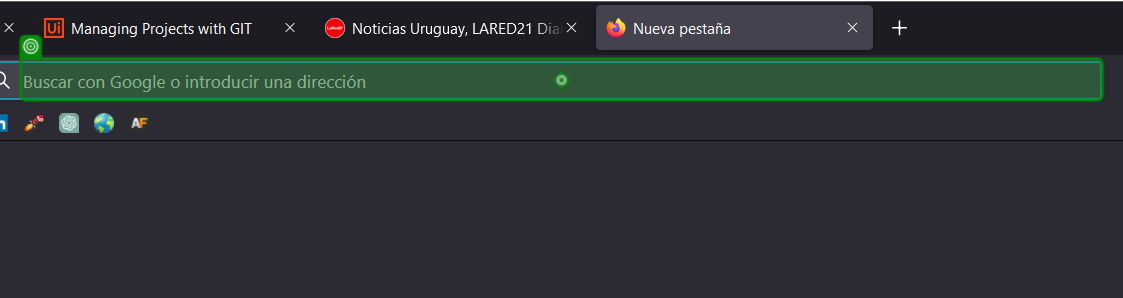 Ui Managing Projects with GIT
Noticias Uruguay, LARED21 Dia
Nueva pestaña
Buscar con Google o introducir una dirección
AF